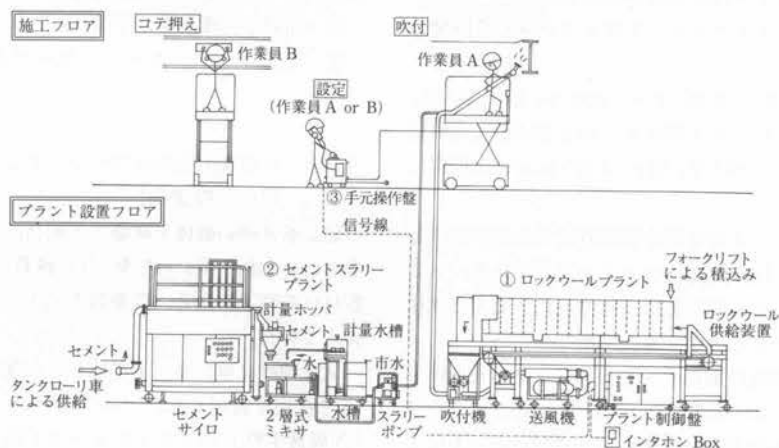 施工フロア
コテ押え
作業員B
吹付
作業員A
設定
(作業員A or B)
③手元操作盤
信号線
プラント設置フロア
②セメントスラリー
プラント
計量ホッパ
セメント
計量水槽
水
市水
セメント
タンクローリ車
による供給
セメント
サイロ
2層式
ミキサ
水槽
スラリー
ポンプ
フォークリフト
による積込み
①ロックウールプラント
ロックウール
供給装置
吹付機
送風機
プラント制御盤
インタホンBox